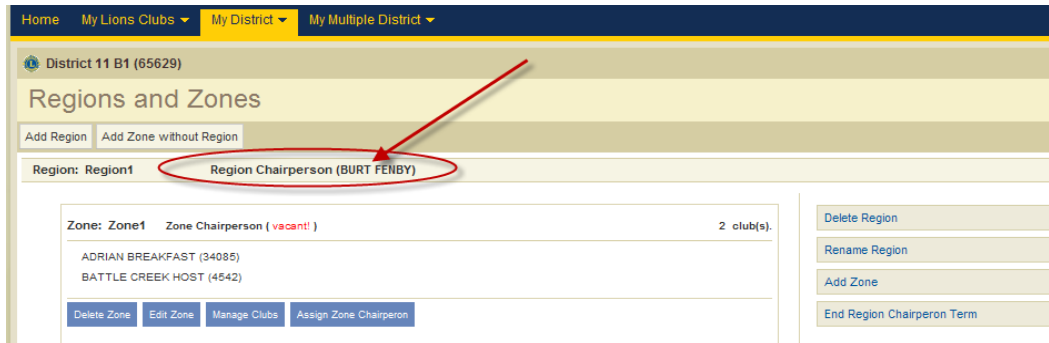 Home My Lions Clubs My District My Multiple District
District 11 B1 (65629)
Regions and Zones
Add Region Add Zone without Region
Region: Region1 Region Chairperson (BURT FENBY)
Zone: Zone1 Zone Chairperson ( vacant! ) 2 club(s).
ADRIAN BREAKFAST (34085)
BATTLE CREEK HOST (4542)
Delete Zone Edit Zone Manage Clubs Assign Zone Chairperon
Delete Region
Rename Region
Add Zone
End Region Chairperon Term